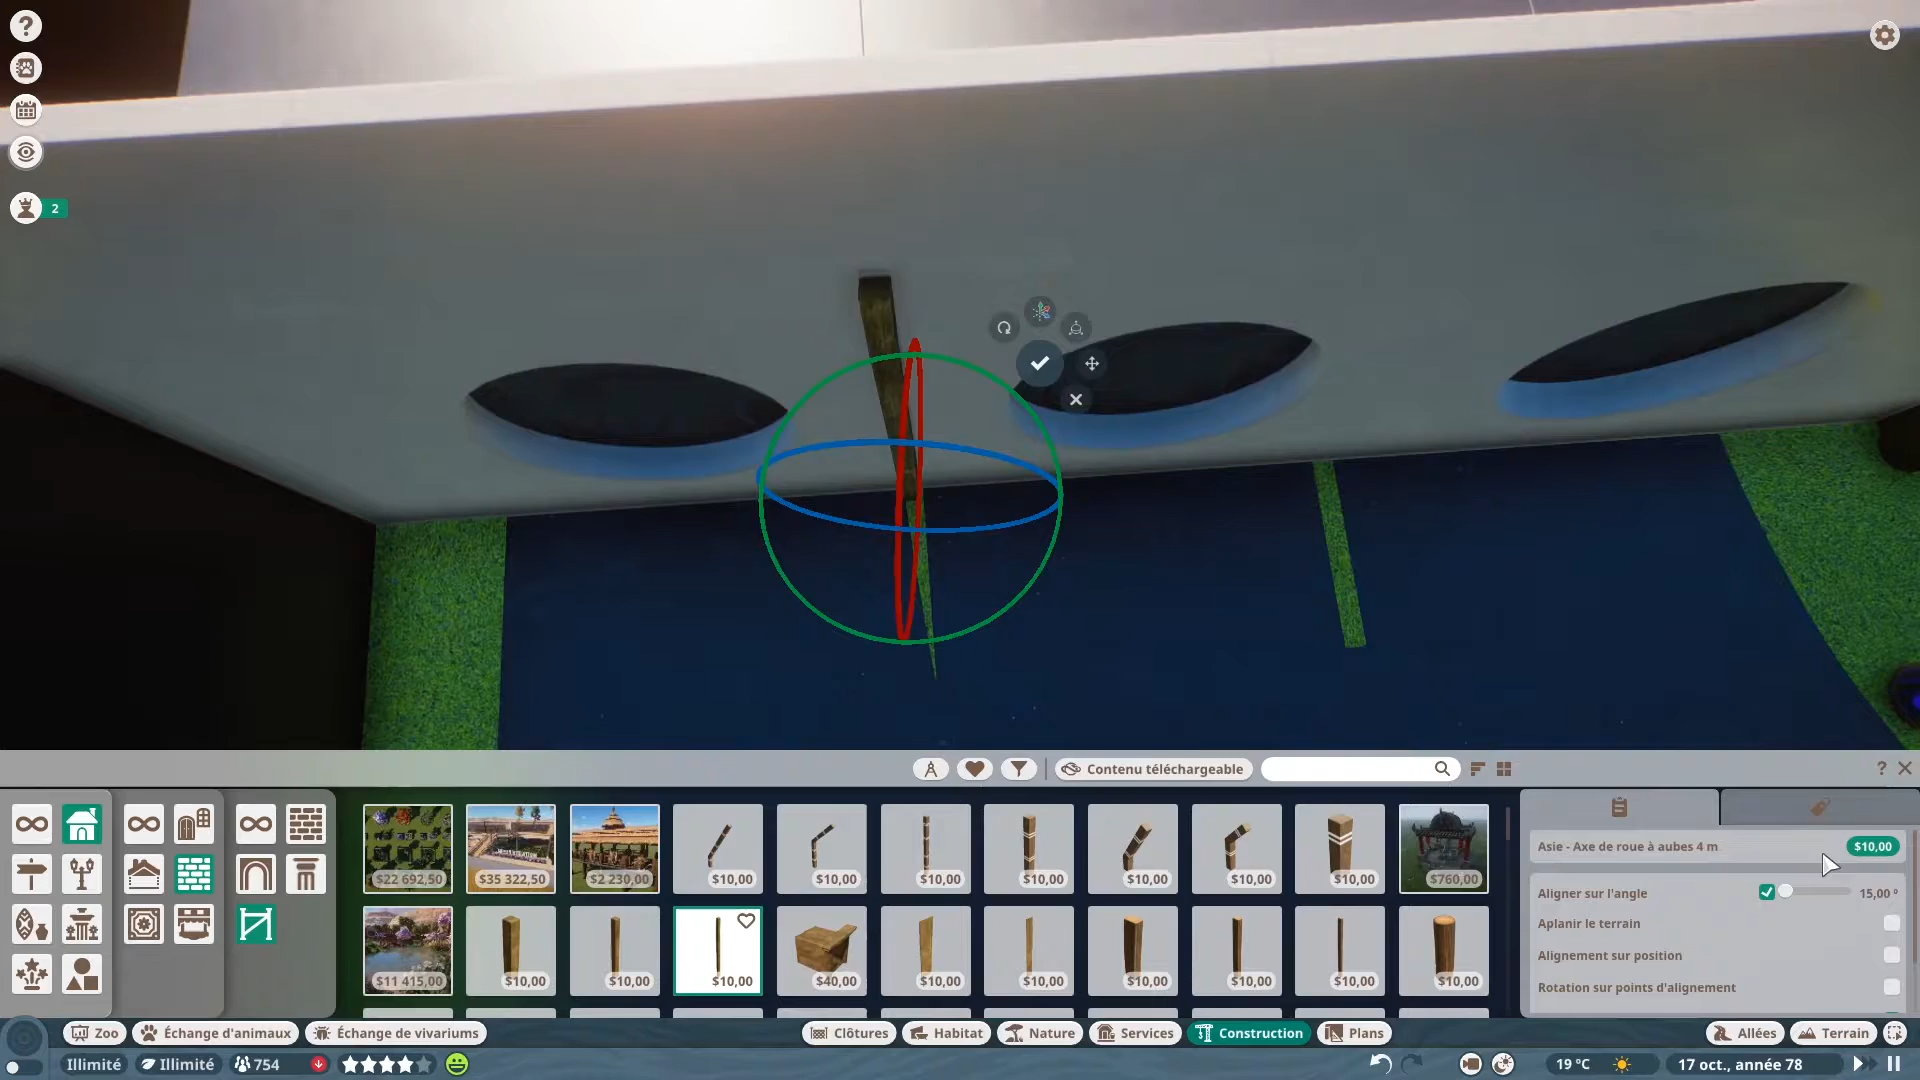 ?
2
Contenu téléchargeable
? ×
$22 692,50 $35 322,50 $2 230,00 $10,00 $10,00 $10,00 $10,00 $10,00 $10,00 $10,00 $760,00
$11 415,00 $10,00 $10,00 $10,00 $40,00 $10,00 $10,00 $10,00 $10,00 $10,00 $10,00
Asie - Axe de roue à aubes 4 m $10,00
Aligner sur l'angle 15,00 °
Aplanir le terrain
Alignement sur position
Rotation sur points d'alignement
Zoo Échange d'animaux Échange de vivariums Clôtures Habitat Nature Services Construction Plans Allées Terrain
Illimité Illimité 754 19 °C 17 oct., année 78